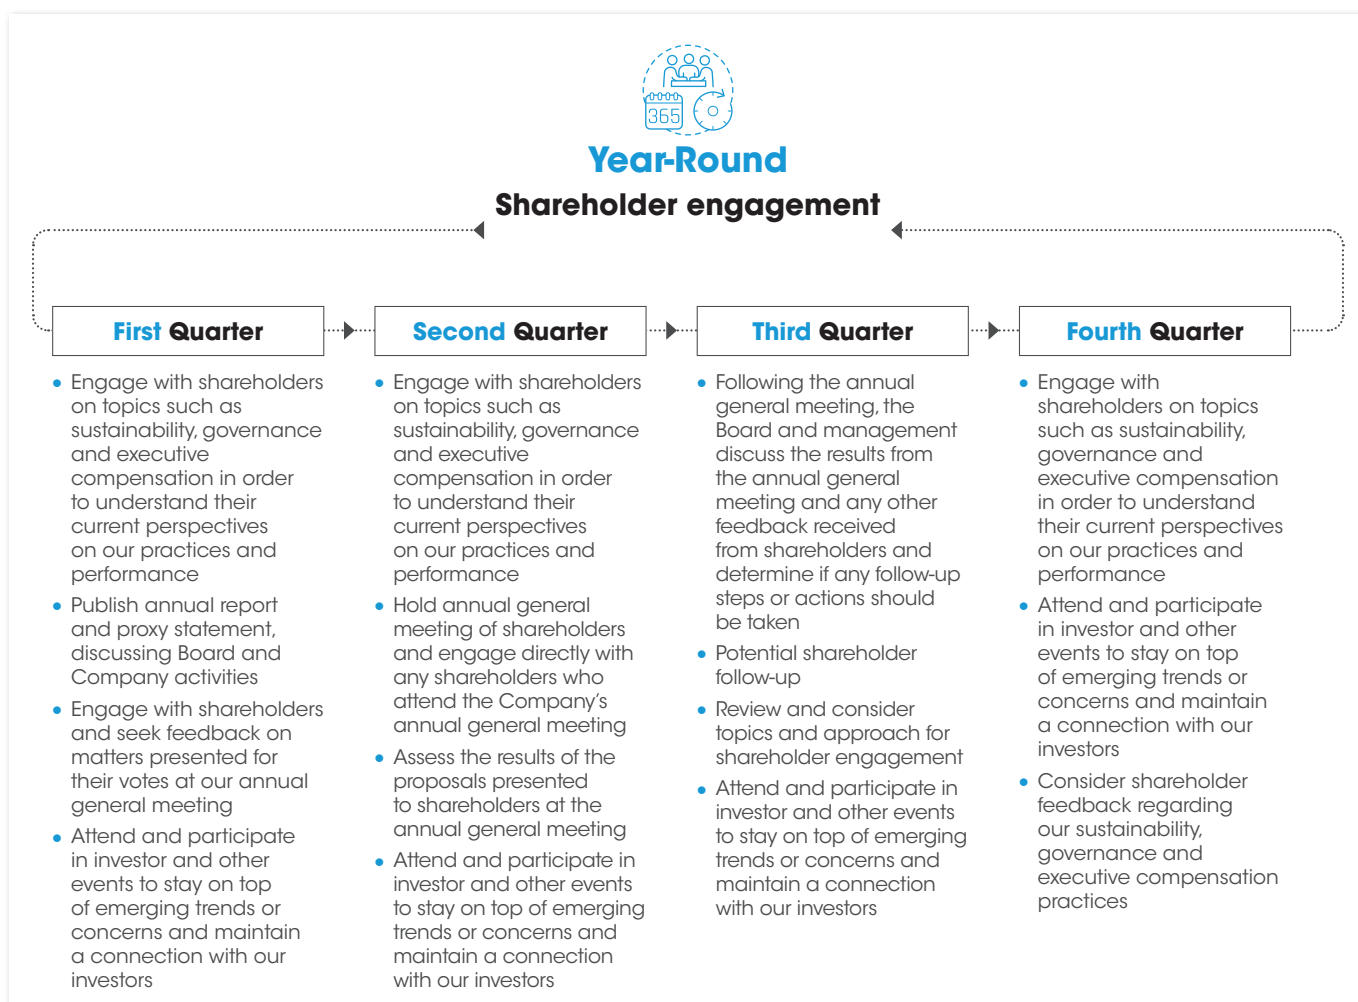 365
Year-Round
Shareholder engagement
First Quarter
• Engage with shareholders
on topics such as
sustainability, governance
and executive
compensation in order
to understand their
current perspectives
on our practices and
performance
• Publish annual report
and proxy statement,
discussing Board and
Company activities
• Engage with shareholders
and seek feedback on
matters presented for
their votes at our annual
general meeting
• Attend and participate
in investor and other
events to stay on top
of emerging trends or
concerns and maintain
a connection with our
investors
Second Quarter
• Engage with shareholders
on topics such as
sustainability, governance
and executive
compensation in order
to understand their
current perspectives
on our practices and
performance
• Hold annual general
meeting of shareholders
and engage directly with
any shareholders who
attend the Company’s
annual general meeting
• Assess the results of the
proposals presented
to shareholders at the
annual general meeting
• Attend and participate in
investor and other events
to stay on top of emerging
trends or concerns and
maintain a connection
with our investors
Third Quarter
• Following the annual
general meeting, the
Board and management
discuss the results from
the annual general
meeting and any other
feedback received
from shareholders and
determine if any follow-up
steps or actions should
be taken
• Potential shareholder
follow-up
• Review and consider
topics and approach for
shareholder engagement
• Attend and participate in
investor and other events
to stay on top of emerging
trends or concerns and
maintain a connection
with our investors
Fourth Quarter
• Engage with
shareholders on topics
such as sustainability,
governance and
executive compensation
in order to understand
their current perspectives
on our practices and
performance
• Attend and participate
in investor and other
events to stay on top
of emerging trends or
concerns and maintain
a connection with our
investors
• Consider shareholder
feedback regarding
our sustainability,
governance and
executive compensation
practices